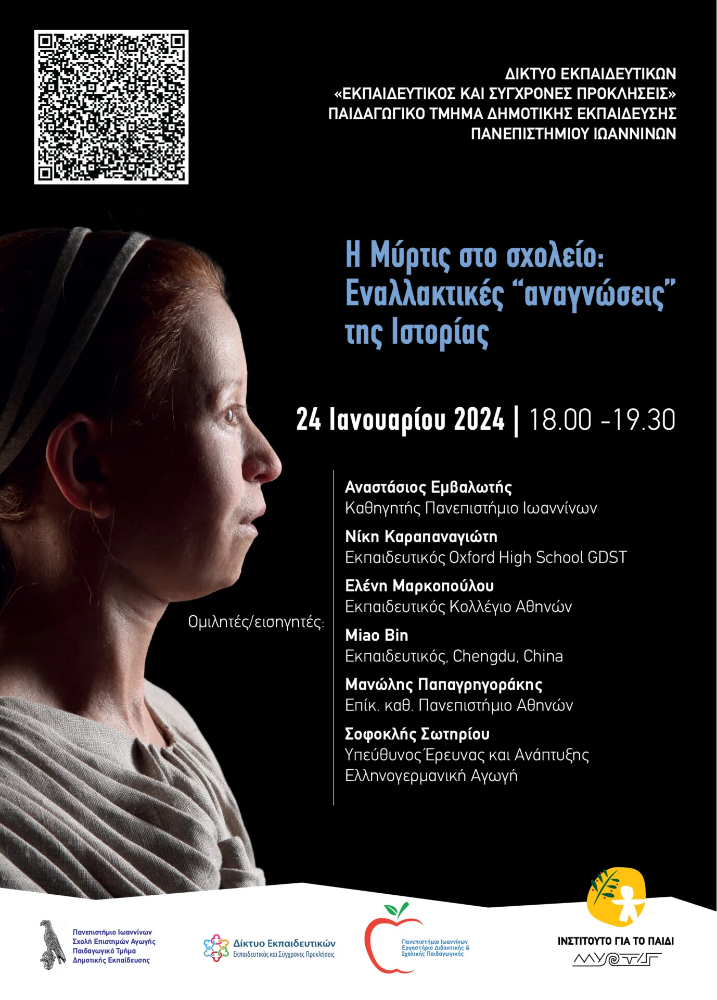 ΔΙΚΤΥΟ ΕΚΠΑΙΔΕΥΤΙΚΩΝ
«ΕΚΠΑΙΔΕΥΤΙΚΟΣ ΚΑΙ ΣΥΓΧΡΟΝΕΣ ΠΡΟΚΛΗΣΕΙΣ»
ΠΑΙΔΑΓΩΓΙΚΟ ΤΜΗΜΑ ΔΗΜΟΤΙΚΗΣ ΕΚΠΑΙΔΕΥΣΗΣ
ΠΑΝΕΠΙΣΤΗΜΙΟΥ ΙΩΑΝΝΙΝΩΝ
Η Μύρτις στο σχολείο:
Εναλλακτικές “αναγνώσεις”
της Ιστορίας
24 Ιανουαρίου 2024 | 18.00 -19.30
Ομιλητές/εισηγητές:
Αναστάσιος Εμβαλωτής
Καθηγητής Πανεπιστήμιο Ιωαννίνων
Νίκη Καραπαναγιώτη
Εκπαιδευτικός Oxford High School GDST
Ελένη Μαρκοπούλου
Εκπαιδευτικός Κολλέγιο Αθηνών
Miao Bin
Εκπαιδευτικός, Chengdu, China
Μανώλης Παπαγρηγοράκης
Επίκ. καθ. Πανεπιστήμιο Αθηνών
Σοφοκλής Σωτηρίου
Υπεύθυνος Έρευνας και Ανάπτυξης
Ελληνογερμανική Αγωγή
Πανεπιστήμιο Ιωαννίνων
Σχολή Επιστημών Αγωγής
Παιδαγωγικό Τμήμα
Δημοτικής Εκπαίδευσης
Δίκτυο Εκπαιδευτικών
Εκπαιδευτικός και Σύγχρονες Προκλήσεις
Πανεπιστήμιο Ιωαννίνων
Εργαστήριο Διδακτικής &
Σχολικής Παιδαγωγικής
ΙΝΣΤΙΤΟΥΤΟ ΓΙΑ ΤΟ ΠΑΙΔΙ